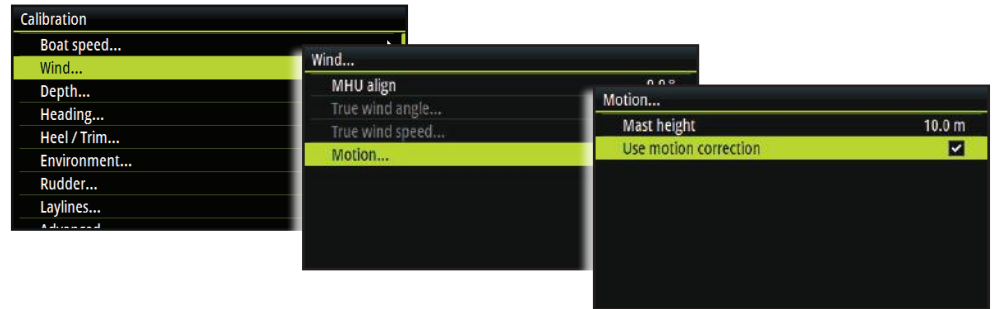 Calibration
Boat speed...
Wind...
Depth...
Heading...
Heel / Trim...
Environment...
Rudder...
Laylines...
Wind...
MHU align
True wind angle...
True wind speed...
Motion...
Motion...
Mast height 10.0 m
Use motion correction